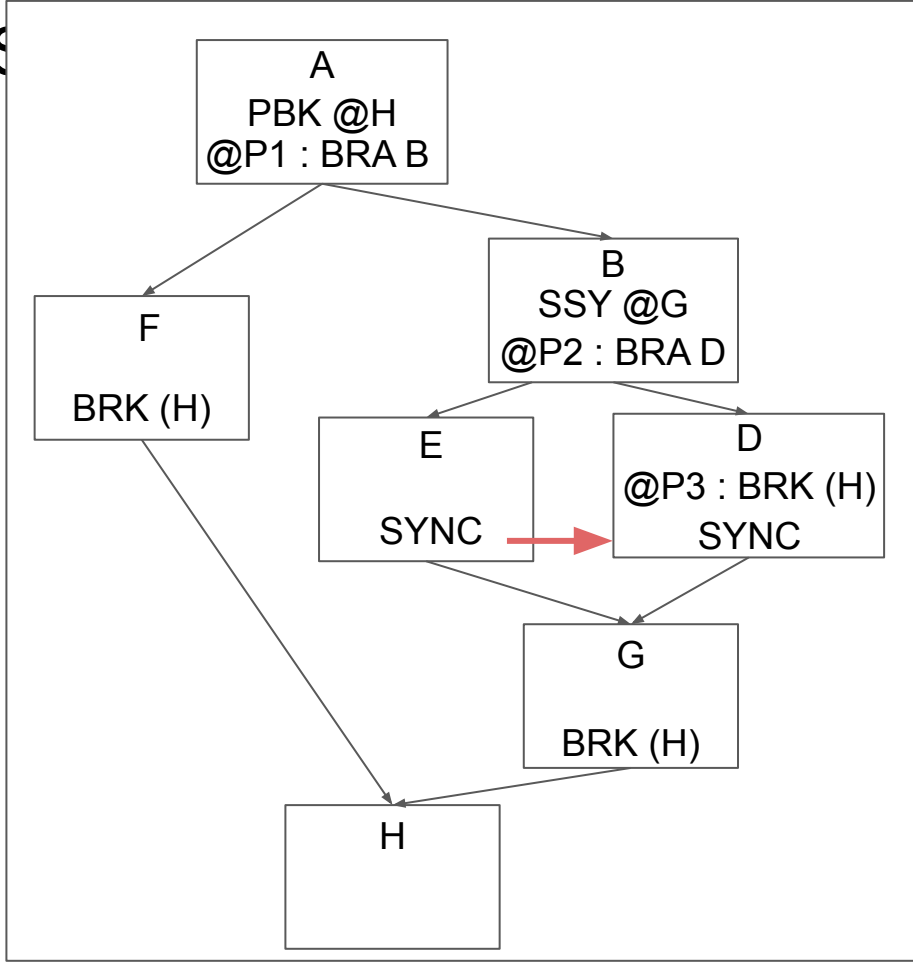 A
PBK @H
@P1 : BRA B
B
SSY @G
@P2 : BRA D
F
BRK (H)
E
SYNC
D
@P3 : BRK (H)
SYNC
G
BRK (H)
H